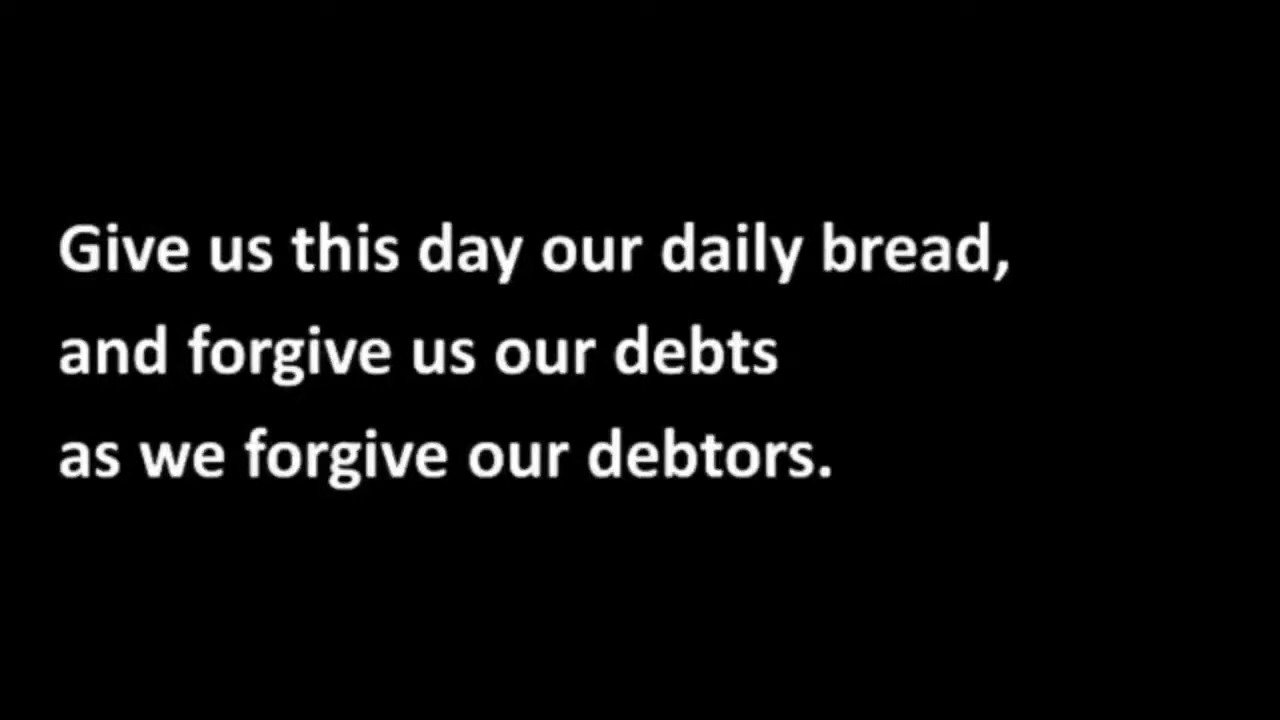 Give us this day our daily bread,
and forgive us our debts
as we forgive our debtors.